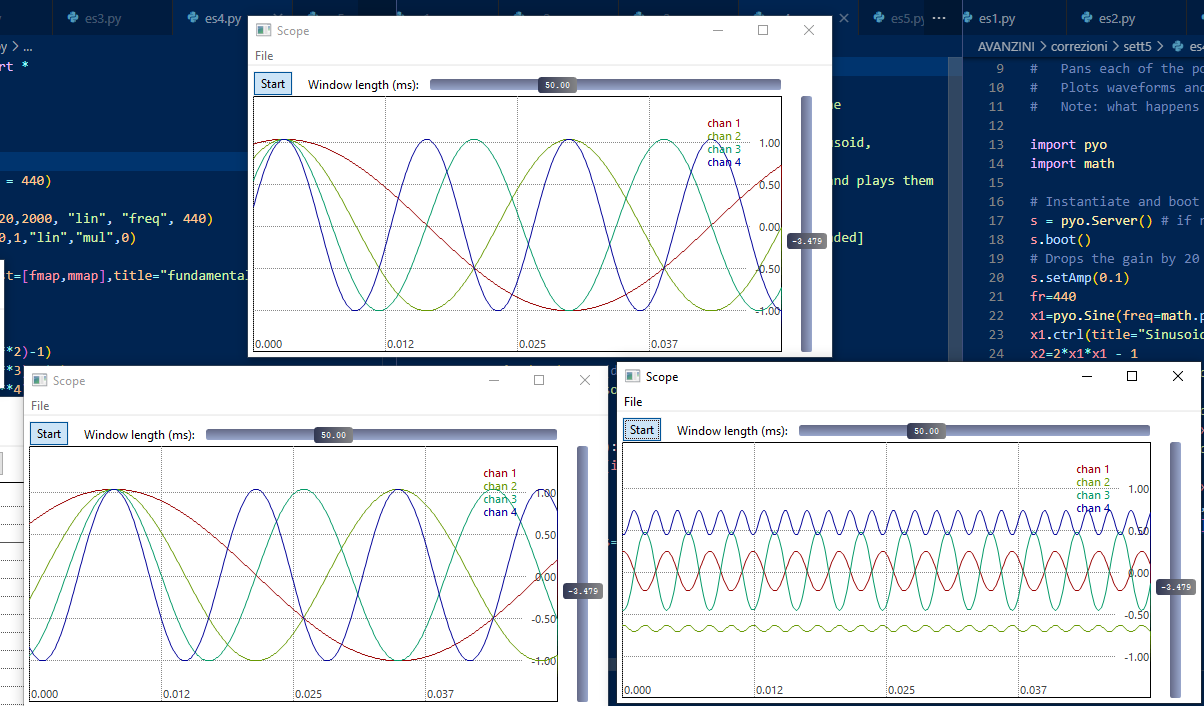 es3.py
es4.py
es5.py
es1.py
es2.py
AVANZINI > correzioni > sett5 >
Scope
File
Start
Window length (ms):
50.00
chan 1
chan 2
chan 3
chan 4
1.00
0.50
0.00
-0.50
-1.00
-3.479
0.000
0.012
0.025
0.037
rt *
= 440)
20,2000, "lin", "freq", 440)
0,1,"lin","mul",0)
t=[fmap,mmap],title="fundamental
**2)-1)
**3
**4
usoid,
and plays them
ded]
9 # Pans each of the po
10 # Plots waveforms and
11 # Note: what happens
12
13 import pyo
14 import math
15
16 # Instantiate and boot
17 s = pyo.Server() # if n
18 s.boot()
19 # Drops the gain by 20
20 s.setAmp(0.1)
21 fr=440
22 x1=pyo.Sine(freq=math.p
23 x1.ctrl(title="Sinusoid
24 x2=2*x1*x1 - 1
Scope
File
Start
Window length (ms):
50.00
chan 1
chan 2
chan 3
chan 4
1.00
0.50
0.00
-0.50
-1.00
-3.479
0.000
0.012
0.025
0.037
Scope
File
Start
Window length (ms):
50.00
chan 1
chan 2
chan 3
chan 4
1.00
0.50
0.00
-0.50
-1.00
-3.479
0.000
0.012
0.025
0.037